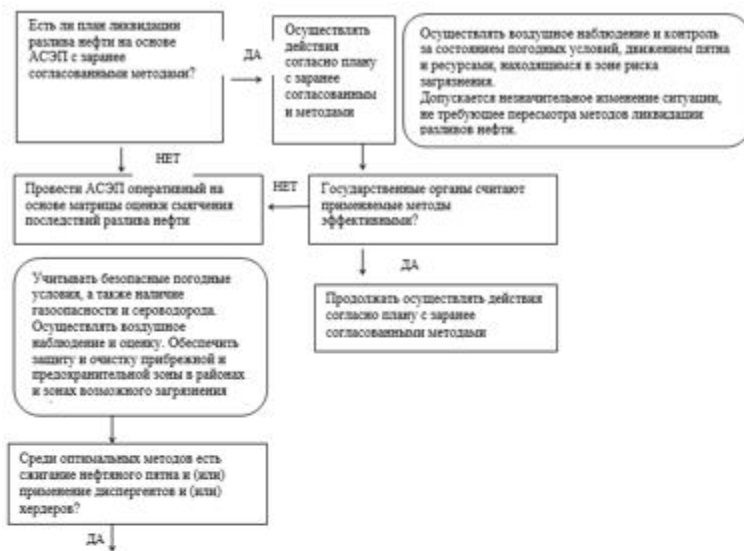 Есть ли план ликвидации
разлива нефти на основе
АСЭП с заранее
согласованными методами?
ДА
Осуществлять
действия
согласно плану
с заранее
согласованным
и методами
Осуществлять воздушное наблюдение и контроль
за состоянием погодных условий, движением пятна
и ресурсами, находящимся в зоне риска
загрязнения.
Допускается незначительное изменение ситуации,
не требующее пересмотра методов ликвидации
разливов нефти.
НЕТ
Провести АСЭП оперативный на
основе матрицы оценки смягчения
последствий разлива нефти
НЕТ
Государственные органы считают
применяемые методы
эффективными?
ДА
Учитывать безопасные погодные
условия, а также наличие
газоопасности и сероводорода.
Осуществлять воздушное
наблюдение и оценку. Обеспечить
защиту и очистку прибрежной и
предохранительной зоны в районах
и зонах возможного загрязнения
Продолжать осуществлять действия
согласно плану с заранее
согласованными методами
Среди оптимальных методов есть
сжигание нефтяного пятна и (или)
применение диспергентов и (или)
хердеров?
ДА